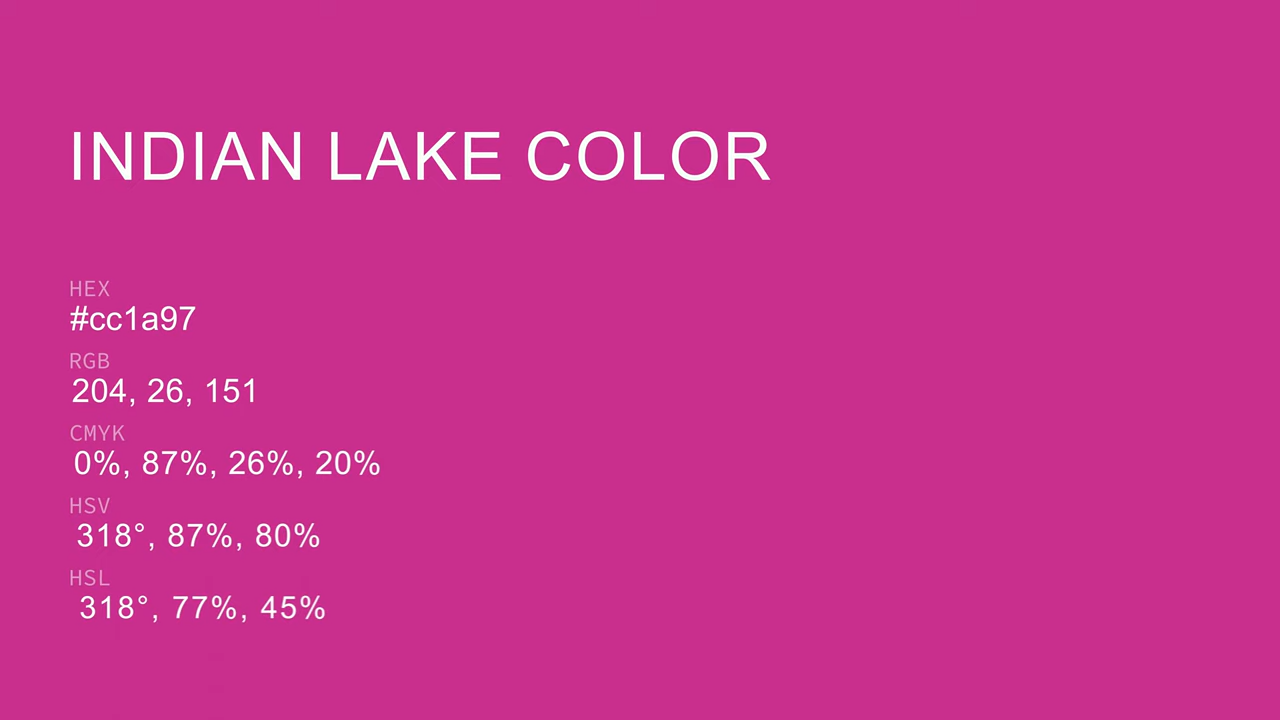 INDIAN LAKE COLOR
HEX
#cc1a97
RGB
204, 26, 151
CMYK
0%, 87%, 26%, 20%
HSV
318°, 87%, 80%
HSL
318°, 77%, 45%